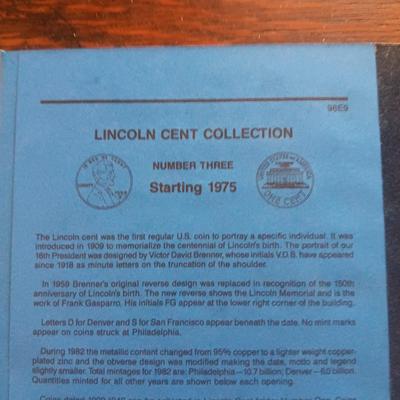 96E9
LINCOLN CENT COLLECTION
NUMBER THREE
Starting 1975
UNITED STATES OF AMERICA
ONE CENT
The Lincoln cent was the first regular U.S. coin to portray a specific individual. It was
introduced in 1909 to memorialize the centennial of Lincoln's birth. The portrait of our
16th President was designed by Victor David Brenner, whose initials V.D.B. have appeared
since 1918 as minute letters on the truncation of the shoulder.
In 1959 Brenner's original reverse design was replaced in recognition of the 150th
anniversary of Lincoln's birth. The new reverse shows the Lincoln Memorial and is the
work of Frank Gasparro. His initials FG appear at the lower right corner of the building.
Letters D for Denver and S for San Francisco appear beneath the date. No mint marks
appear on coins struck at Philadelphia.
During 1982 the metallic content changed from 95% copper to a lighter weight copper-
plated zinc and the obverse design was modified making the date, motto and legend
slightly smaller. Total mintages for 1982 are: Philadelphia—10.7 billion; Denver—6.0 billion.
Quantities minted for all other years are shown below each opening.